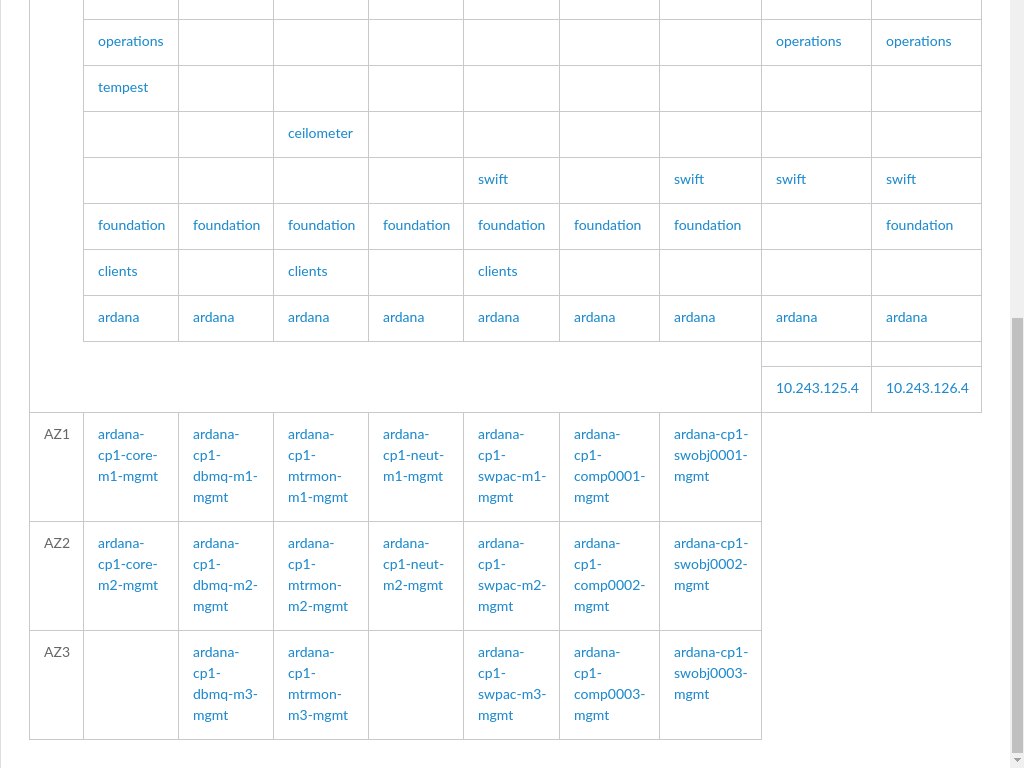 operations operations operations
tempest
ceilometer
swift swift swift swift
foundation foundation foundation foundation foundation foundation foundation foundation
clients clients clients
ardana ardana ardana ardana ardana ardana ardana ardana ardana
10.243.125.4 10.243.126.4
AZ1 ardana- ardana- ardana- ardana- ardana- ardana- ardana-cp1-
cp1-core- cp1- cp1- cp1-neut- cp1- cp1- swobj0001-
m1-mgmt dbmq-m1- mtrmon- m1-mgmt swpac-m1- comp0001- mgmt
mgmt m1-mgmt mgmt mgmt
AZ2 ardana- ardana- ardana- ardana- ardana- ardana- ardana-cp1-
cp1-core- cp1- cp1- cp1-neut- cp1- cp1- swobj0002-
m2-mgmt dbmq-m2- mtrmon- m2-mgmt swpac-m2- comp0002- mgmt
mgmt m2-mgmt mgmt mgmt
AZ3 ardana- ardana- ardana- ardana- ardana-cp1-
cp1- cp1- cp1- cp1- swobj0003-
dbmq-m3- mtrmon- swpac-m3- comp0003- mgmt
mgmt m3-mgmt mgmt mgmt